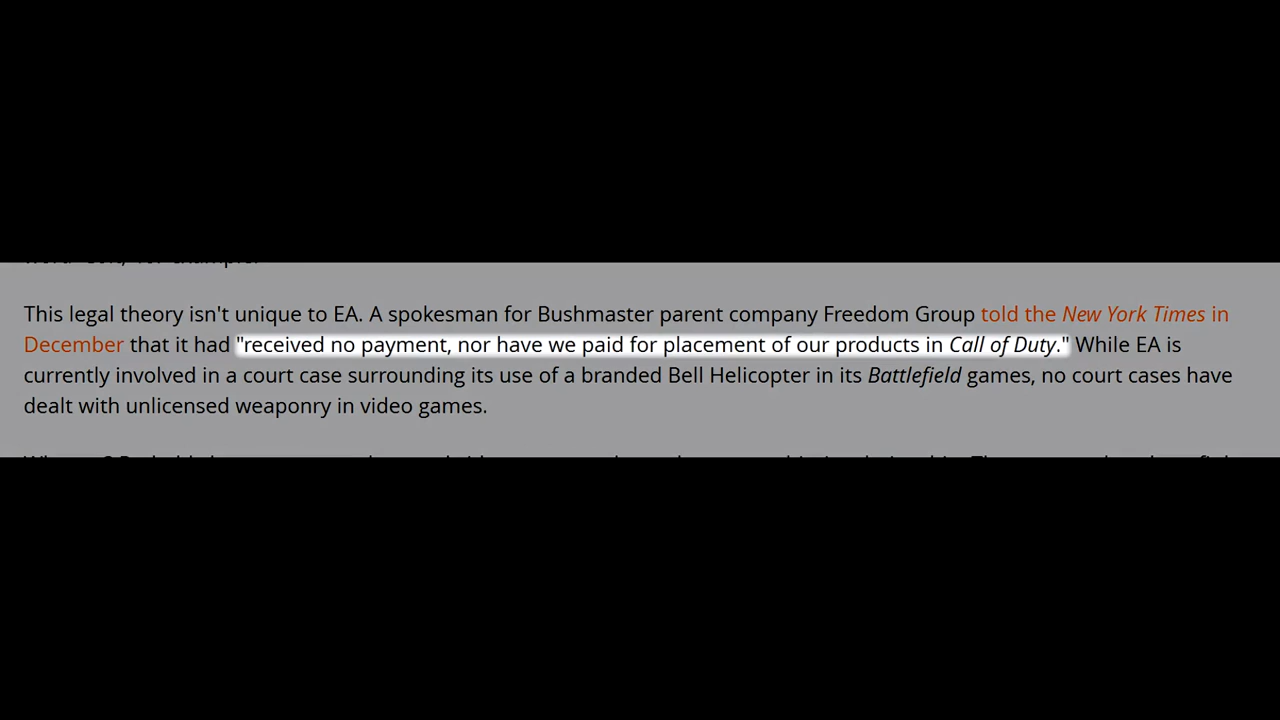 This legal theory isn't unique to EA. A spokesman for Bushmaster parent company Freedom Group told the New York Times in
December that it had "received no payment, nor have we paid for placement of our products in Call of Duty." While EA is
currently involved in a court case surrounding its use of a branded Bell Helicopter in its Battlefield games, no court cases have
dealt with unlicensed weaponry in video games.